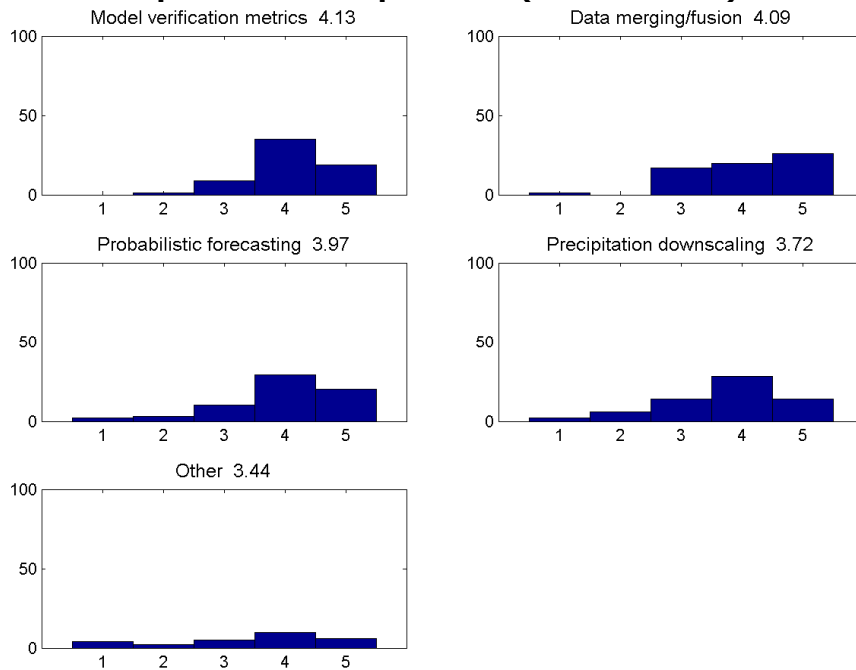 Model verification metrics 4.13
100
50
0
1 2 3 4 5
Data merging/fusion 4.09
100
50
0
1 2 3 4 5
Probabilistic forecasting 3.97
100
50
0
1 2 3 4 5
Precipitation downscaling 3.72
100
50
0
1 2 3 4 5
Other 3.44
100
50
0
1 2 3 4 5